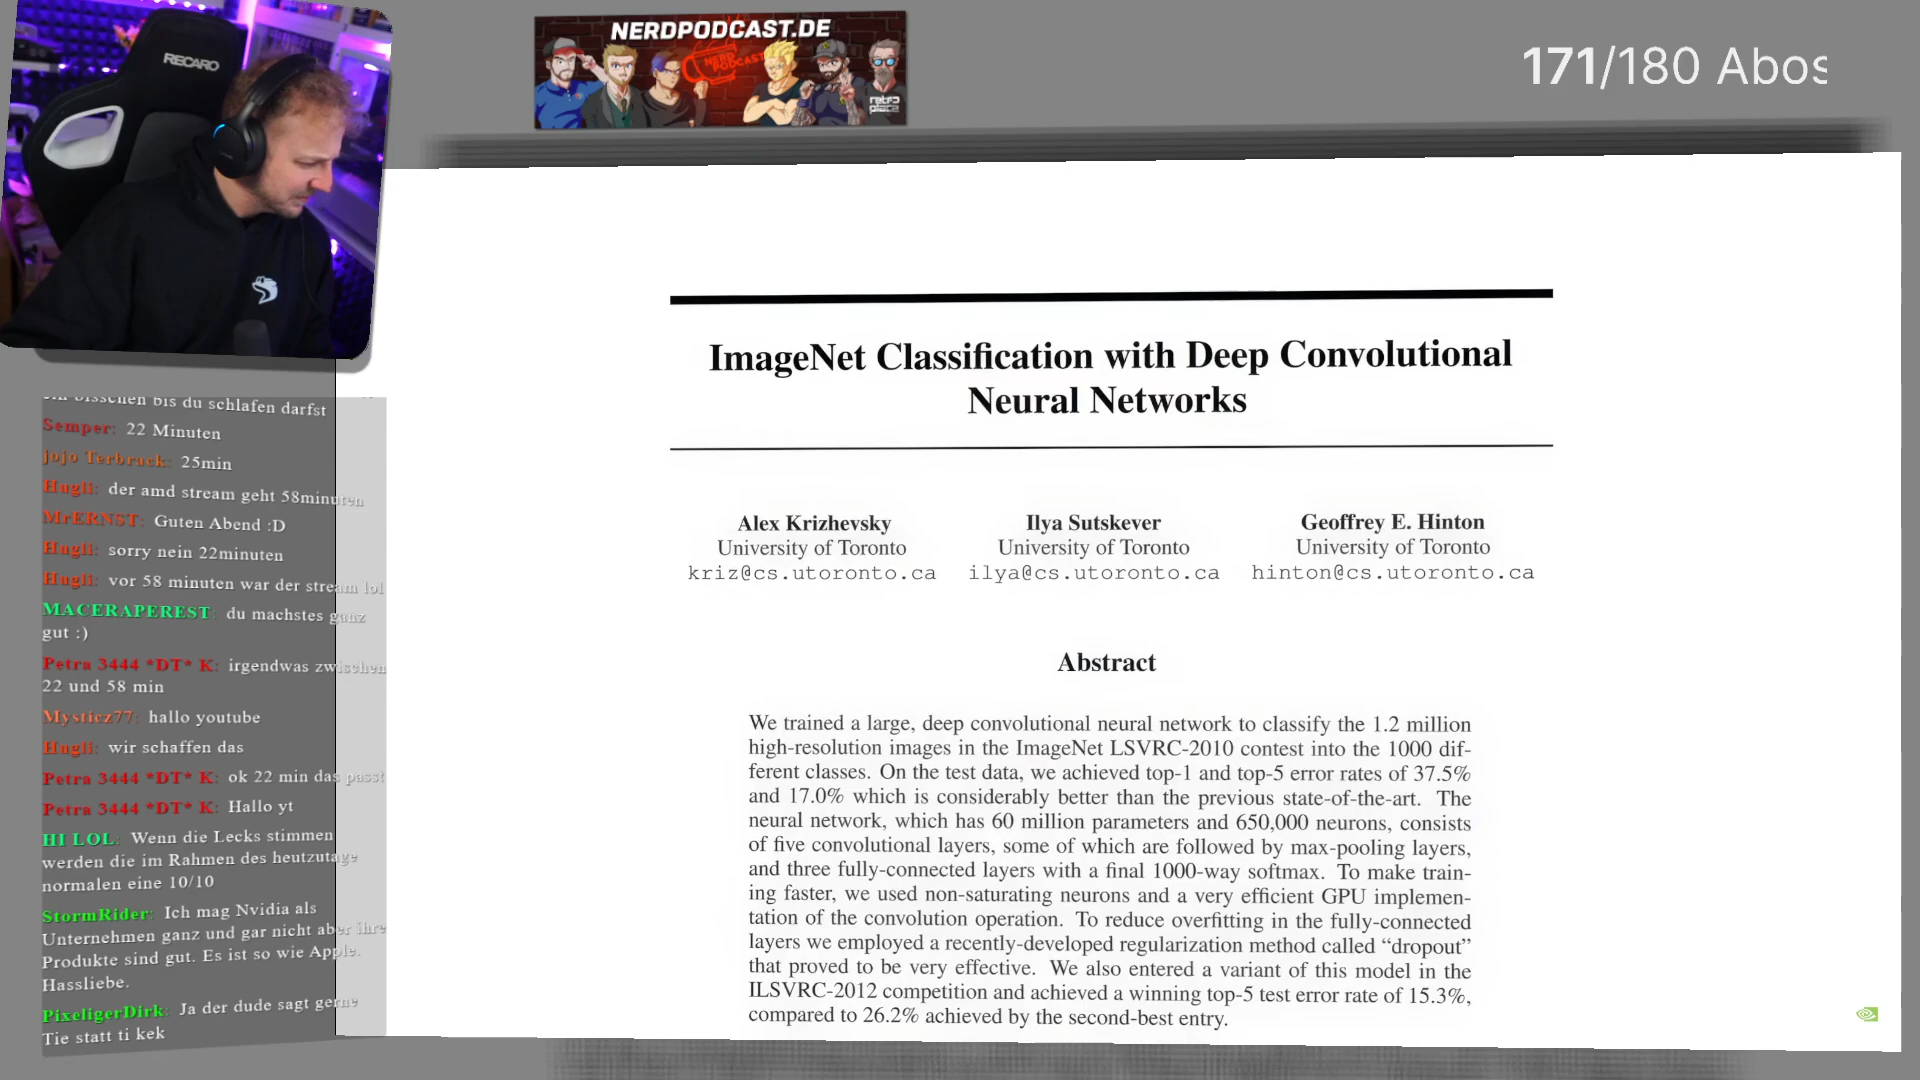 RECARO
NERDPODCAST.DE
NERD
PODCAST
retro
place
171/180 Abos
bisschen bis du schlafen darfst
Semper: 22 Minuten
jojo Terbrack: 25min
Hugli: der amd stream geht 58minuten
MrERNST: Guten Abend :D
Hugli: sorry nein 22minuten
Hugli: vor 58 minuten war der stream lol
MACERAPEREST: du machstes ganz
gut :)
Petra 3444 *DT* K: irgendwas zwischen
22 und 58 min
Mysticz77: hallo youtube
Hugli: wir schaffen das
Petra 3444 *DT* K: ok 22 min das passt
Petra 3444 *DT* K: Hallo yt
HI LOL: Wenn die Lecks stimmen
werden die im Rahmen des heutzutage
normalen eine 10/10
StormRider: Ich mag Nvidia als
Unternehmen ganz und gar nicht aber ihre
Produkte sind gut. Es ist so wie Apple.
Hassliebe.
PixeligerDirk: Ja der dude sagt gerne
Tie statt ti kek
ImageNet Classification with Deep Convolutional
Neural Networks
Alex Krizhevsky
University of Toronto
kriz@cs.utoronto.ca
Ilya Sutskever
University of Toronto
ilya@cs.utoronto.ca
Geoffrey E. Hinton
University of Toronto
hinton@cs.utoronto.ca
Abstract
We trained a large, deep convolutional neural network to classify the 1.2 million
high-resolution images in the ImageNet LSVRC-2010 contest into the 1000 dif-
ferent classes. On the test data, we achieved top-1 and top-5 error rates of 37.5%
and 17.0% which is considerably better than the previous state-of-the-art. The
neural network, which has 60 million parameters and 650,000 neurons, consists
of five convolutional layers, some of which are followed by max-pooling layers,
and three fully-connected layers with a final 1000-way softmax. To make train-
ing faster, we used non-saturating neurons and a very efficient GPU implemen-
tation of the convolution operation. To reduce overfitting in the fully-connected
layers we employed a recently-developed regularization method called “dropout”
that proved to be very effective. We also entered a variant of this model in the
ILSVRC-2012 competition and achieved a winning top-5 test error rate of 15.3%,
compared to 26.2% achieved by the second-best entry.